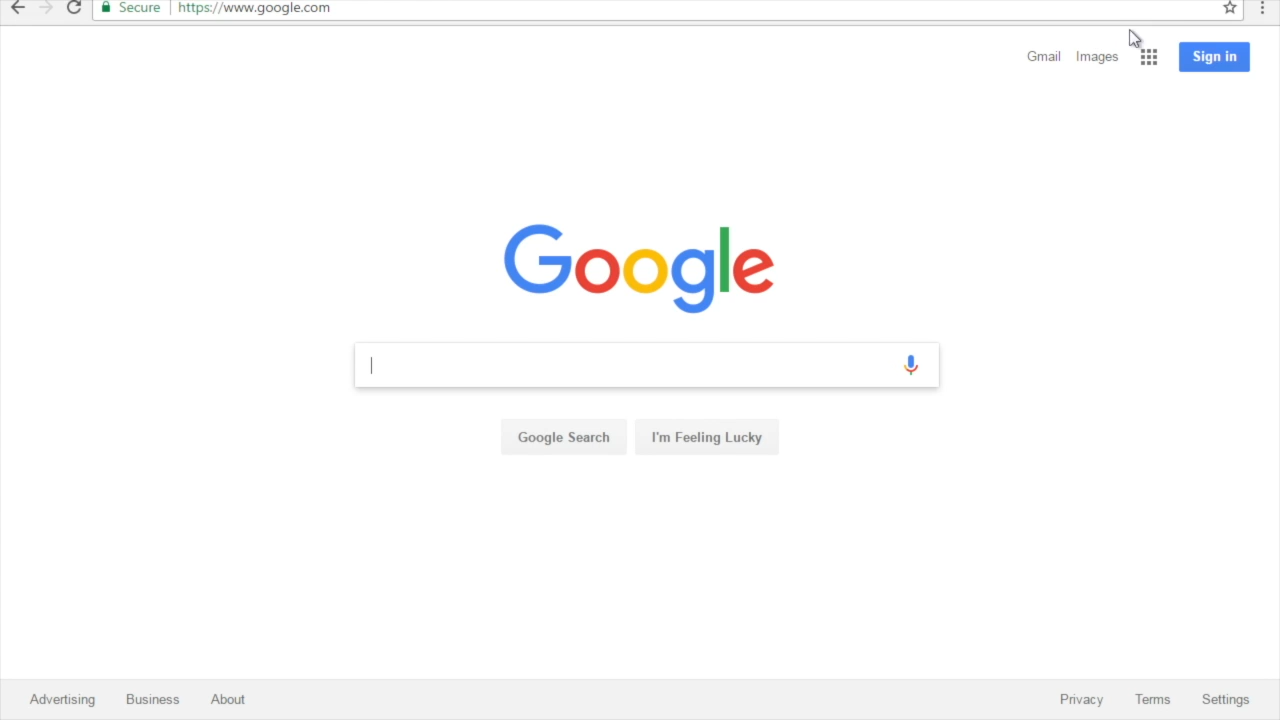 Secure https://www.google.com
Gmail Images Sign in
Google
Google Search I'm Feeling Lucky
Advertising Business About Privacy Terms Settings